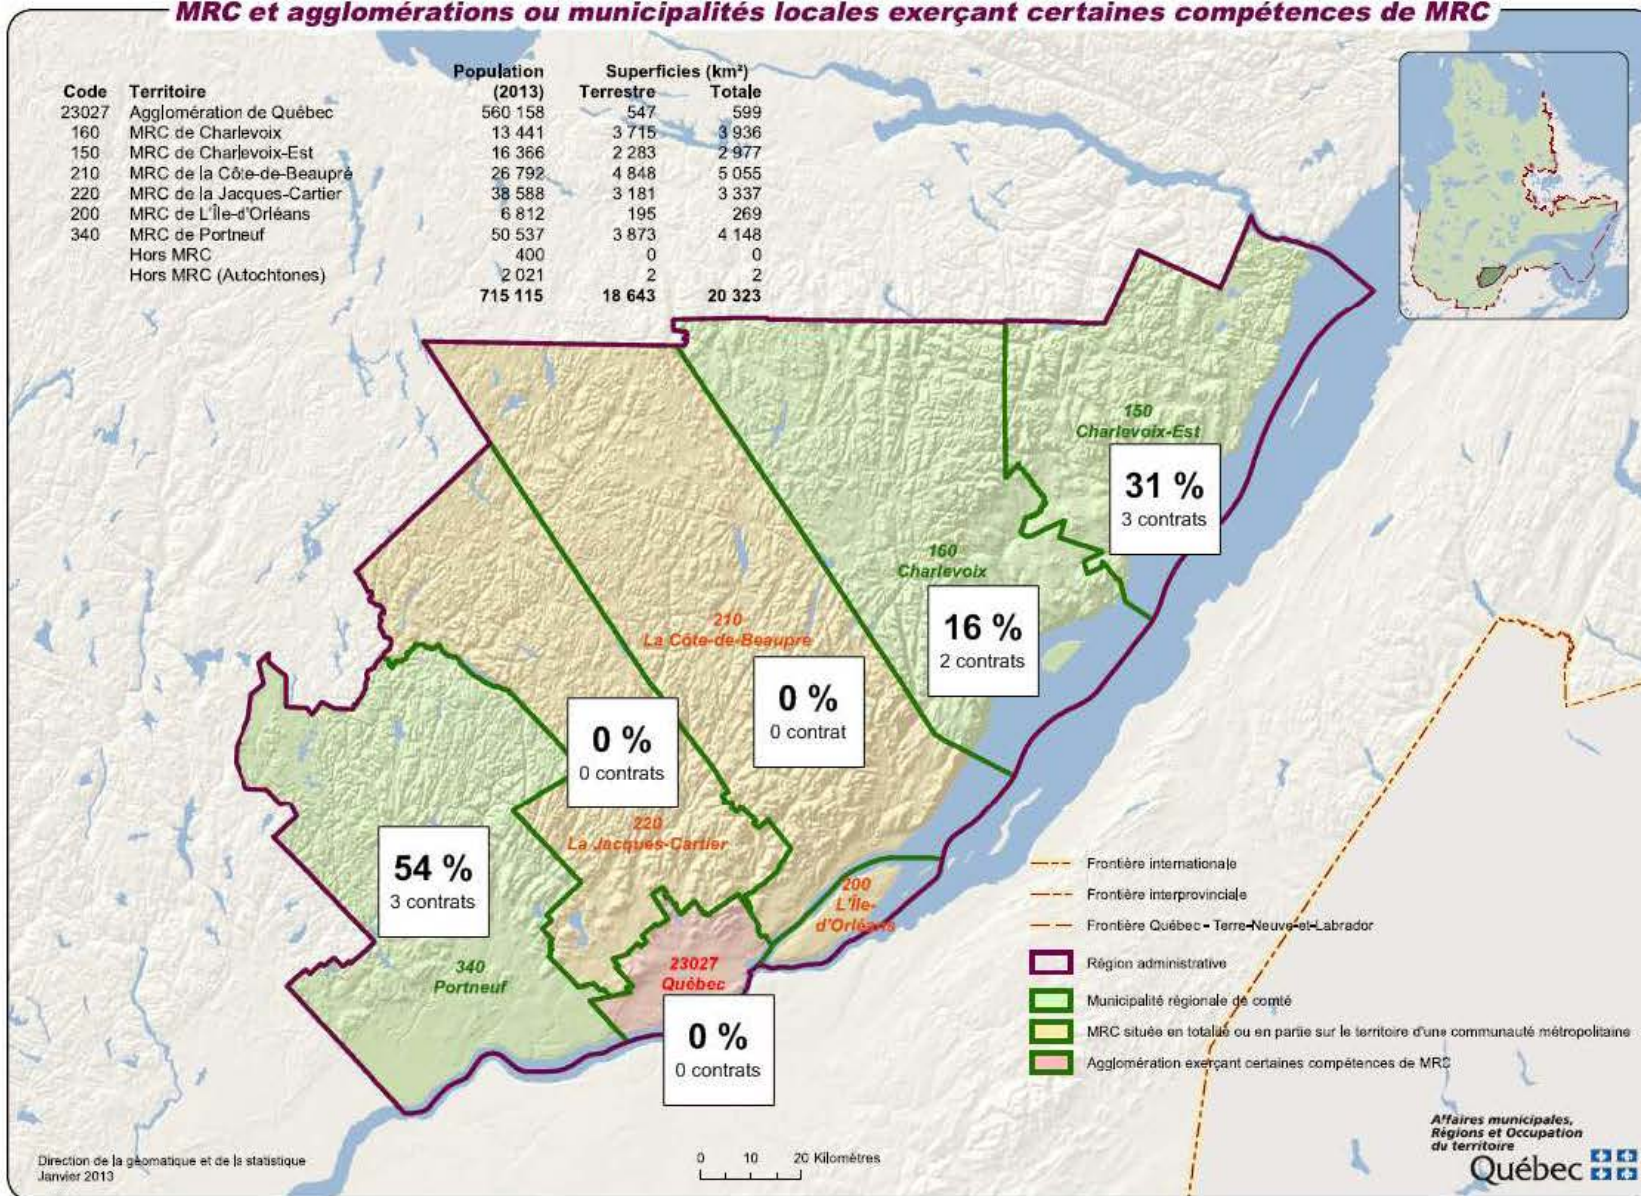 MRC et agglomérations ou municipalités locales exerçant certaines compétences de MRC
Population Superficies (km²)
Code Territoire (2013) Terrestre Totale
23027 Agglomération de Québec 560 158 547 599
160 MRC de Charlevoix 13 441 3 715 3 936
150 MRC de Charlevoix-Est 16 366 2 283 2 977
210 MRC de la Côte-de-Beaupré 26 792 4 848 5 055
220 MRC de la Jacques-Cartier 38 588 3 181 3 337
200 MRC de L'Île-d'Orléans 6 812 195 269
340 MRC de Portneuf 50 537 3 873 4 148
Hors MRC 400 0 0
Hors MRC (Autochtones) 2 021 2 2
715 115 18 643 20 323
150
Charlevoix-Est
31 %
3 contrats
160
Charlevoix
16 %
2 contrats
210
La Côte-de-Beaupre
0 %
0 contrat
0 %
0 contrats
220
La Jacques-Cartier
54 %
3 contrats
340
Portneuf
200
L'Île-
d'Orléans
23027
Québec
0 %
0 contrats
Frontière internationale
Frontière interprovinciale
Frontière Québec - Terre-Neuve-et-Labrador
Région administrative
Municipalité régionale de comté
MRC située en totalité ou en partie sur le territoire d'une communauté métropolitaine
Agglomération exerçant certaines compétences de MRC
Direction de la géomatique et de la statistique
Janvier 2013
0 10 20 Kilomètres
Affaires municipales,
Régions et Occupation
du territoire
Québec